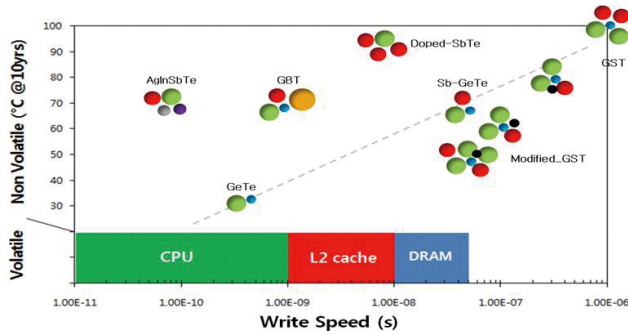 Non Volatile (°C @10yrs)
Volatile
100
90
80
70
60
50
40
30
AgInSbTe
GBT
Doped-SbTe
GST
Sb-GeTe
Modified_GST
GeTe
CPU
L2 cache
DRAM
1.00E-11
1.00E-10
1.00E-09
1.00E-08
1.00E-07
1.00E-06
Write Speed (s)